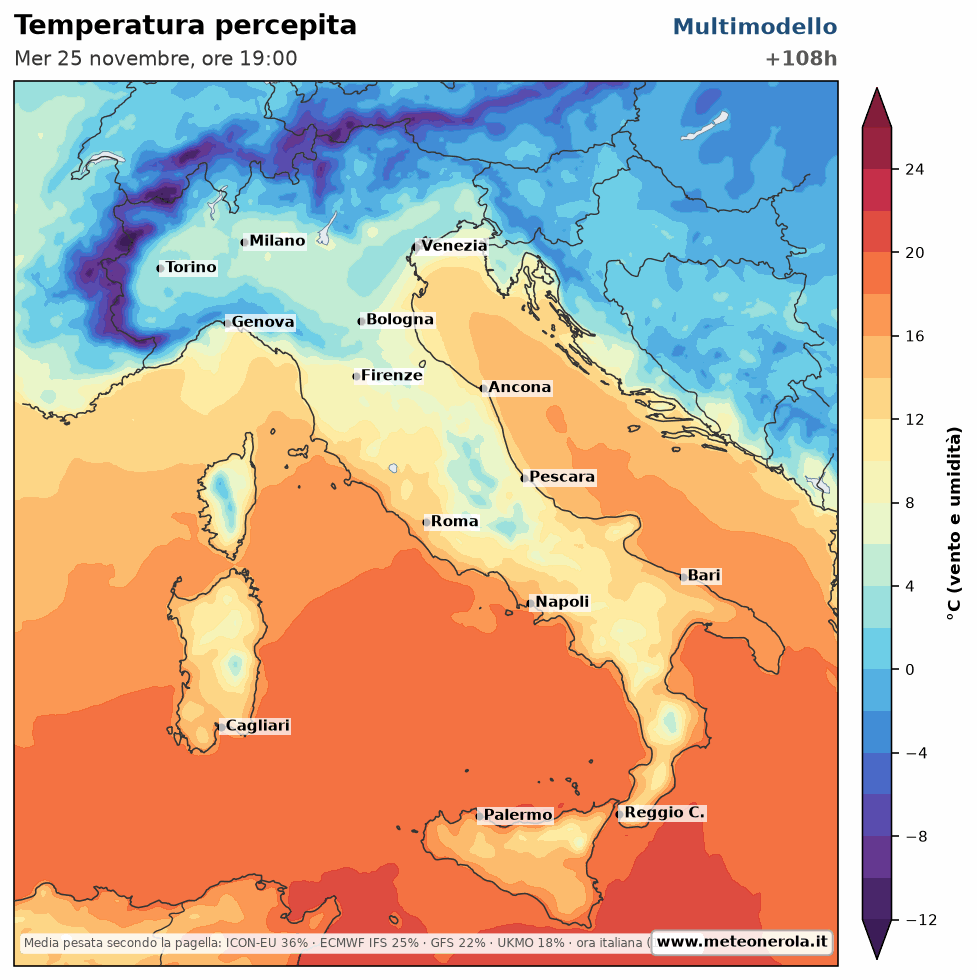 Temperatura percepita
Multimodello
Mer 25 novembre, ore 19:00
+108h
Milano
Venezia
Torino
Genova
Bologna
Firenze
Ancona
Pescara
Roma
Bari
Napoli
Cagliari
Palermo
Reggio C.
24
20
16
12
8
4
0
−4
−8
−12
°C (vento e umidità)
Media pesata secondo la pagella: ICON-EU 36% · ECMWF IFS 25% · GFS 22% · UKMO 18% · ora italiana (
www.meteonerola.it